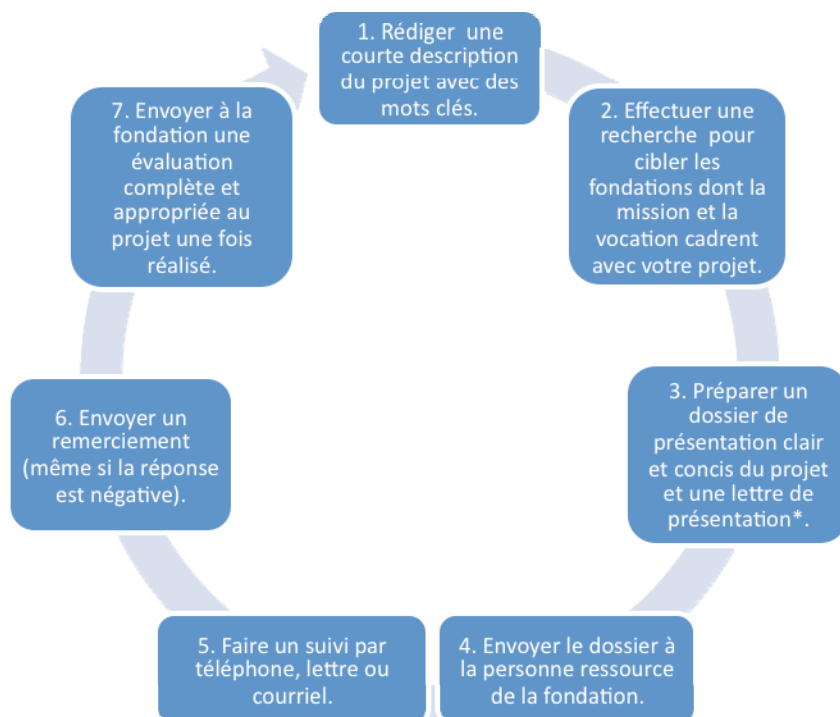 1. Rédiger une
courte description
du projet avec des
mots clés.
2. Effectuer une
recherche pour
cibler les
fondations dont la
mission et la
vocation cadrent
avec votre projet.
3. Préparer un
dossier de
présentation clair
et concis du projet
et une lettre de
présentation*.
4. Envoyer le dossier à
la personne ressource
de la fondation.
5. Faire un suivi par
téléphone, lettre ou
courriel.
6. Envoyer un
remerciement
(même si la réponse
est négative).
7. Envoyer à la
fondation une
évaluation
complète et
appropriée au
projet une fois
réalisé.